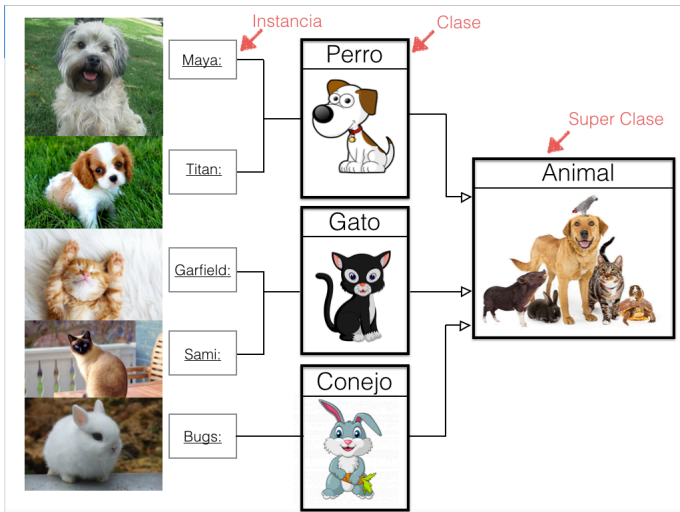 Instancia
Clase
Super Clase
Maya:
Titan:
Garfield:
Sami:
Bugs:
Perro
Gato
Conejo
Animal